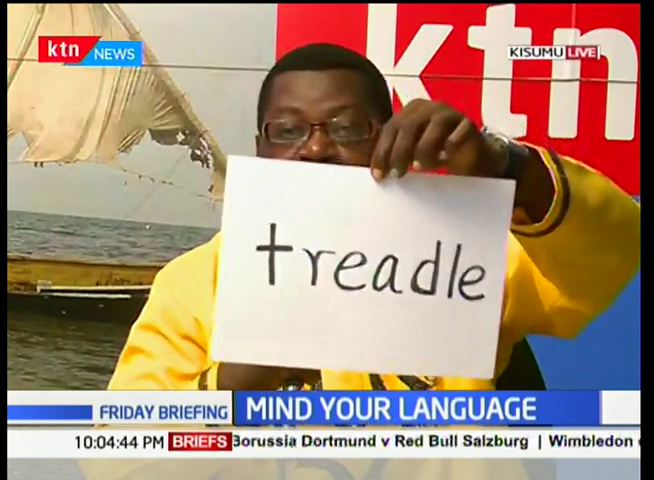 ktn NEWS
ktn
KISUMU LIVE
treadle
FRIDAY BRIEFING
MIND YOUR LANGUAGE
10:04:44 PM BRIEFS Borussia Dortmund v Red Bull Salzburg | Wimbledon